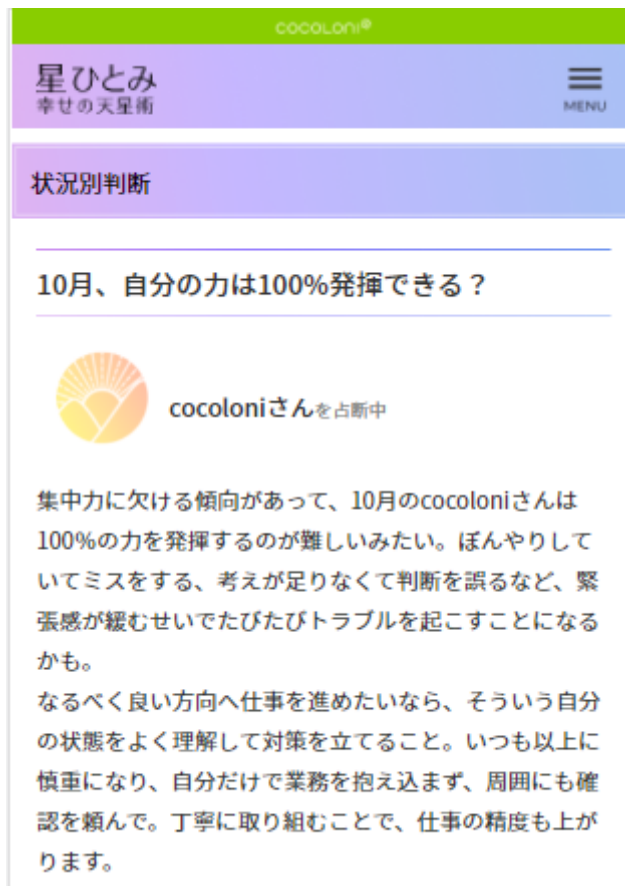 cocoloni
星ひとみ
幸せの天星術
MENU
状況別判断
10月、自分の力は100%発揮できる？
cocoloniさんを占断中
集中力に欠ける傾向があって、10月のcocoloniさんは
100%の力を発揮するのが難しいみたい。ぼんやりして
いてミスをする、考えが足りなくて判断を誤るなど、緊
張感が緩むせいでたびたびトラブルを起こすことになる
かも。
なるべく良い方向へ仕事を進めたいなら、そういう自分
の状態をよく理解して対策を立てること。いつも以上に
慎重になり、自分だけで業務を抱え込まず、周囲にも確
認を頼んで。丁寧に取り組むことで、仕事の精度も上が
ります。